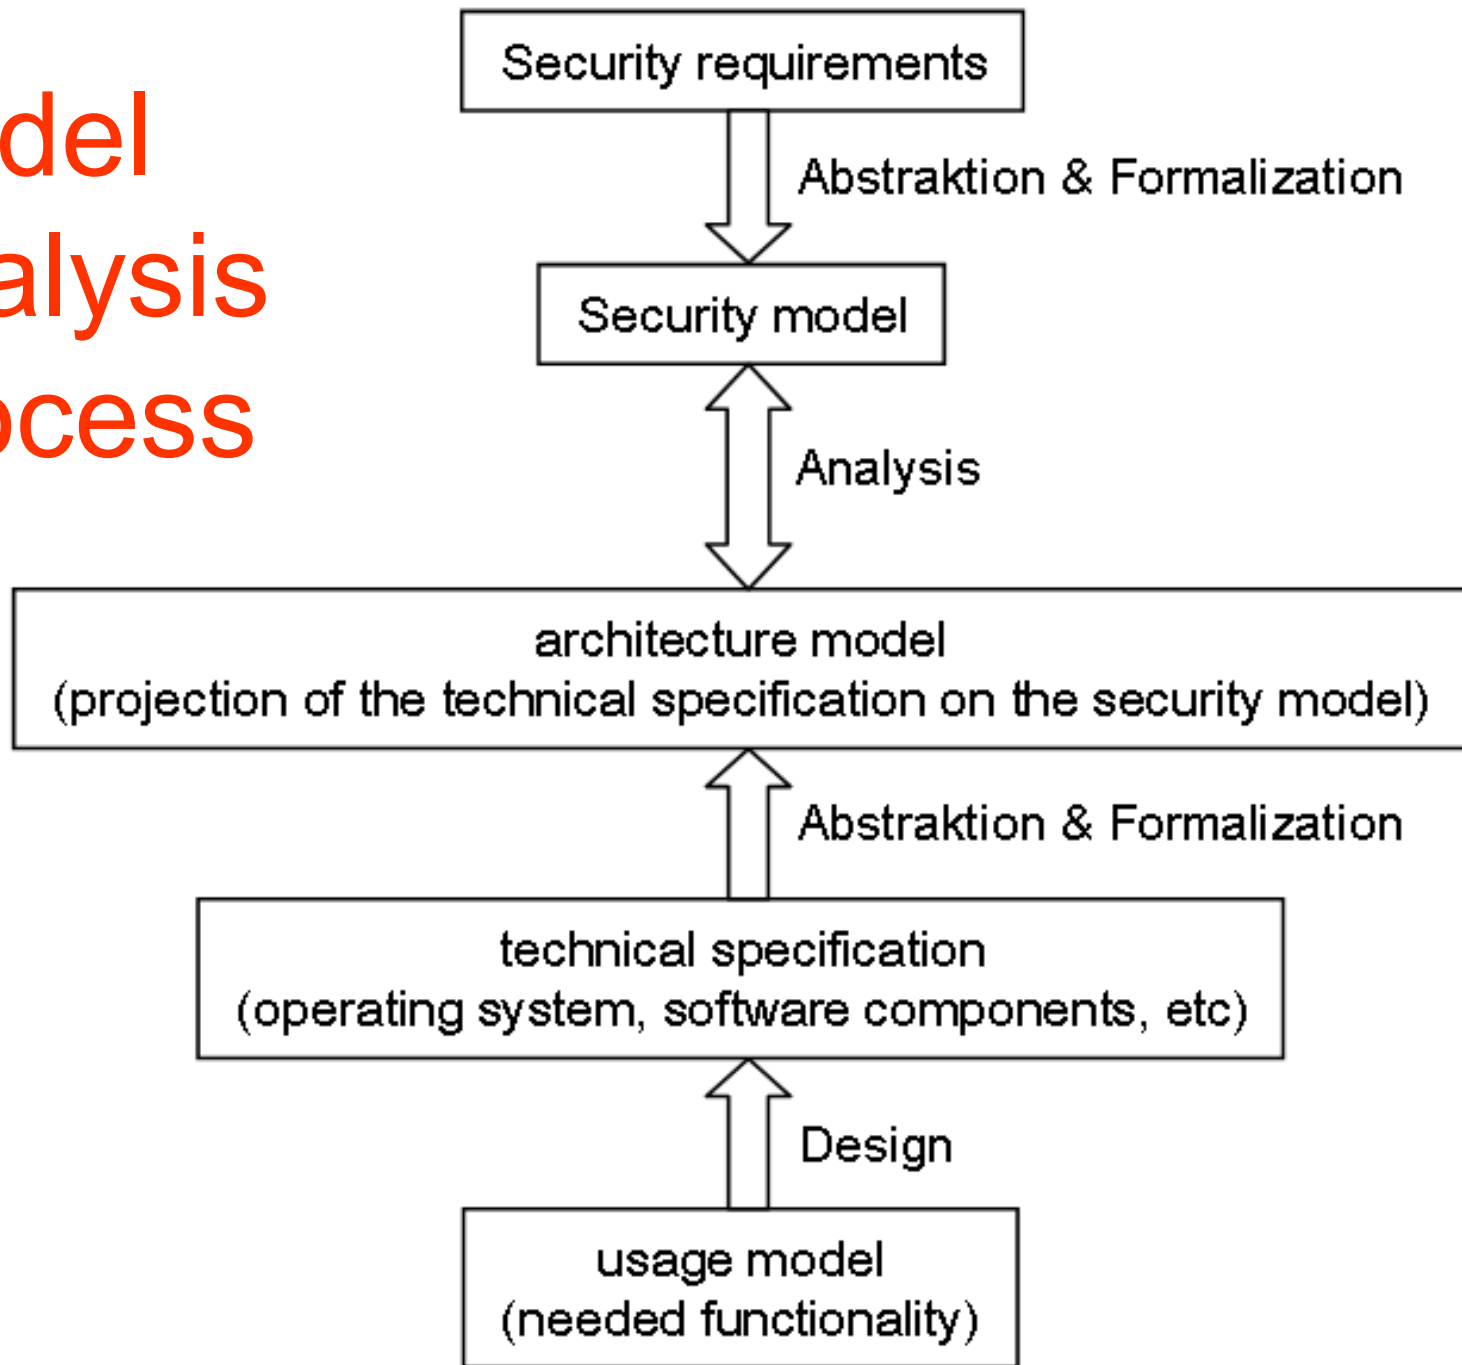 Security requirements
del
alysis
ocess
Abstraktion & Formalization
Security model
Analysis
architecture model
(projection of the technical specification on the security model)
Abstraktion & Formalization
technical specification
(operating system, software components, etc)
Design
usage model
(needed functionality)